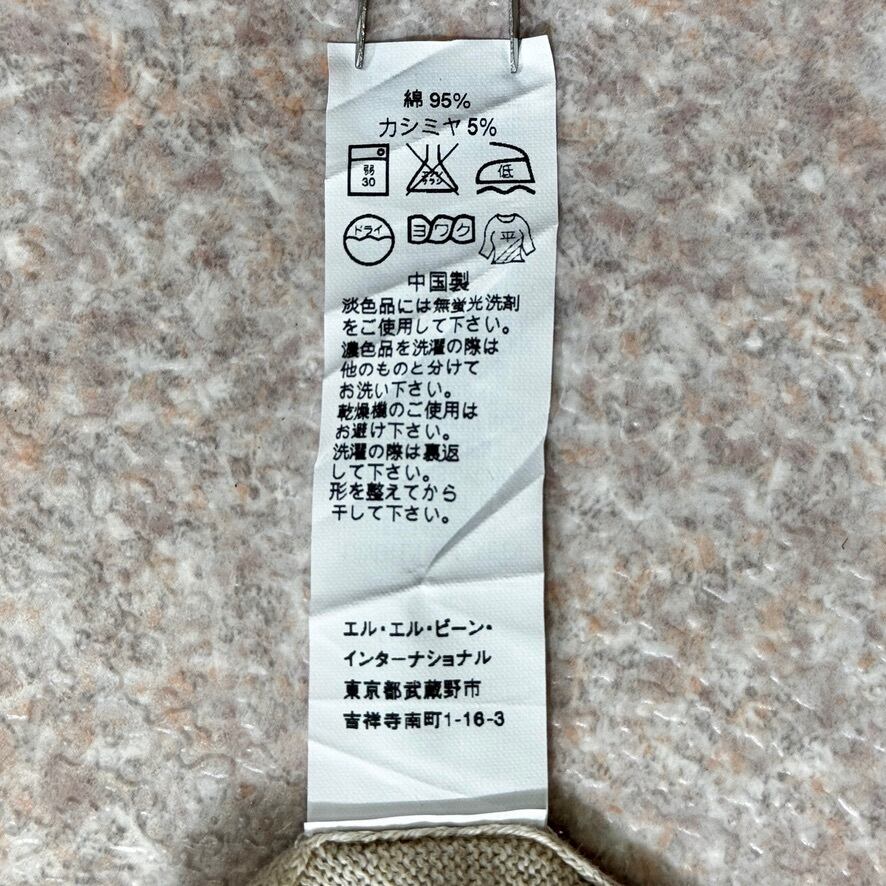 綿 95%
カシミヤ 5%
弱
30
エンソ
サラシ
低
ドライ
ヨワク
平
中国製
淡色品には無蛍光洗剤
をご使用して下さい。
濃色品を洗濯の際は
他のものと分けて
お洗い下さい。
乾燥機のご使用は
お避け下さい。
洗濯の際は裏返
して下さい。
形を整えてから
干して下さい。
エル・エル・ビーン・
インターナショナル
東京都武蔵野市
吉祥寺南町1-16-3